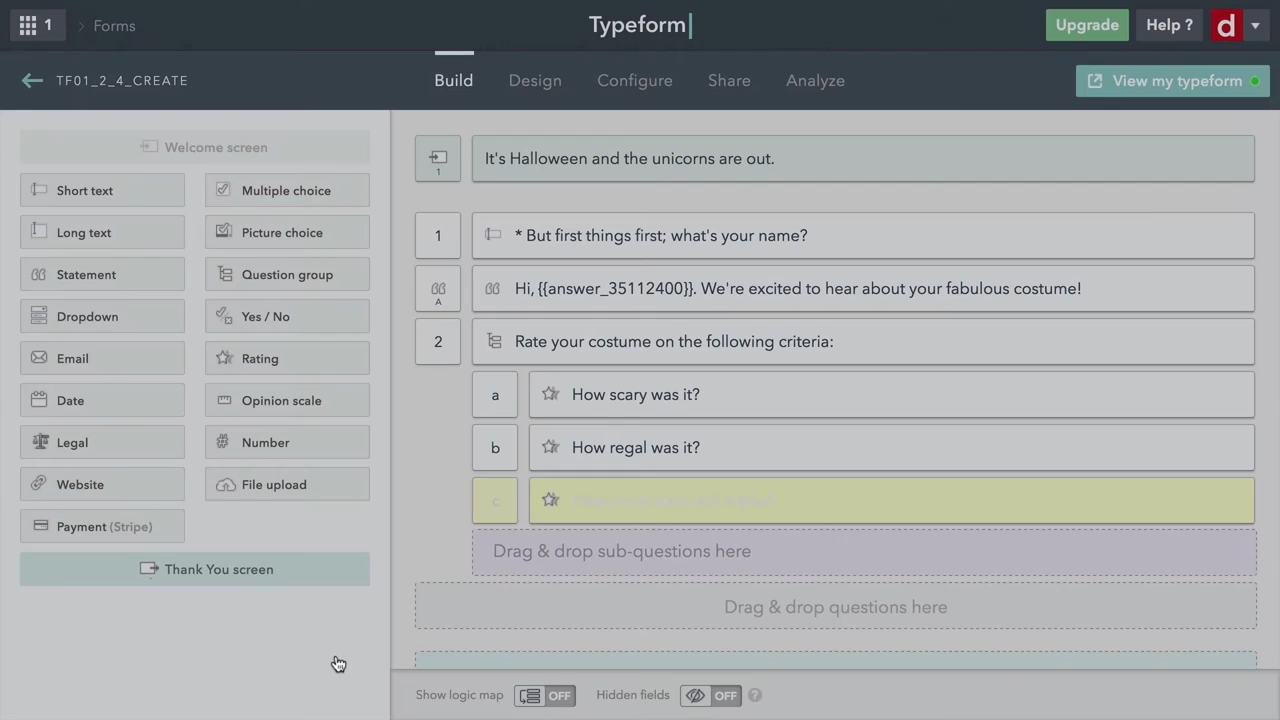 1 Forms Typeform Upgrade Help ? d
TF01_2_4_CREATE Build Design Configure Share Analyze View my typeform
Welcome screen
Short text Multiple choice
Long text Picture choice
Statement Question group
Dropdown Yes / No
Email Rating
Date Opinion scale
Legal Number
Website File upload
Payment (Stripe)
Thank You screen
1 It's Halloween and the unicorns are out.
1 * But first things first; what's your name?
A Hi, {{answer_35112400}}. We're excited to hear about your fabulous costume!
2 Rate your costume on the following criteria:
a How scary was it?
b How regal was it?
c
Drag & drop sub-questions here
Drag & drop questions here
Show logic map OFF Hidden fields OFF ?